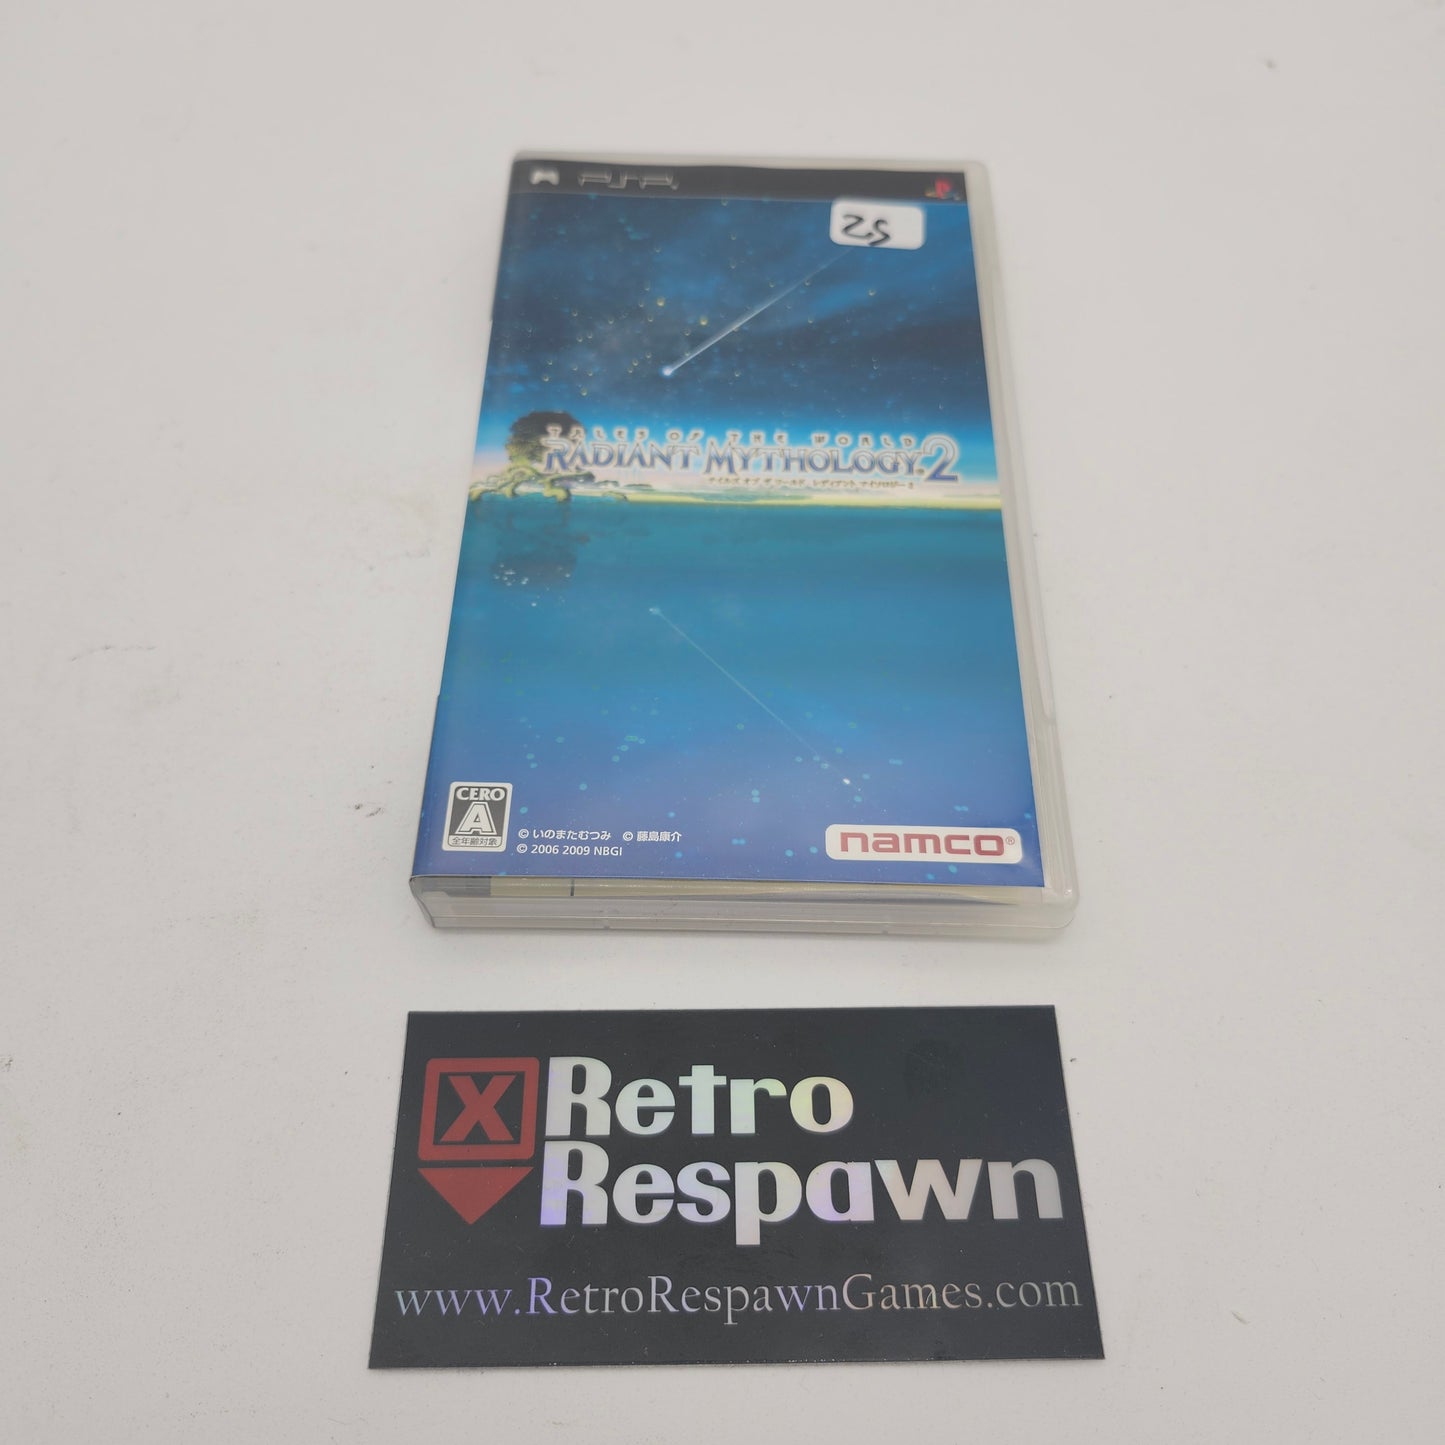 PSP
25
TALES OF THE WORLD
RADIANT MYTHOLOGY.2
テイルズ オブ ザ ワールド レディアント マイソロジー 2
CERO
A
全年齢対象
© いのまたむつみ © 藤島康介
© 2006 2009 NBGI
namco®
X Retro
Respawn
www.RetroRespawnGames.com